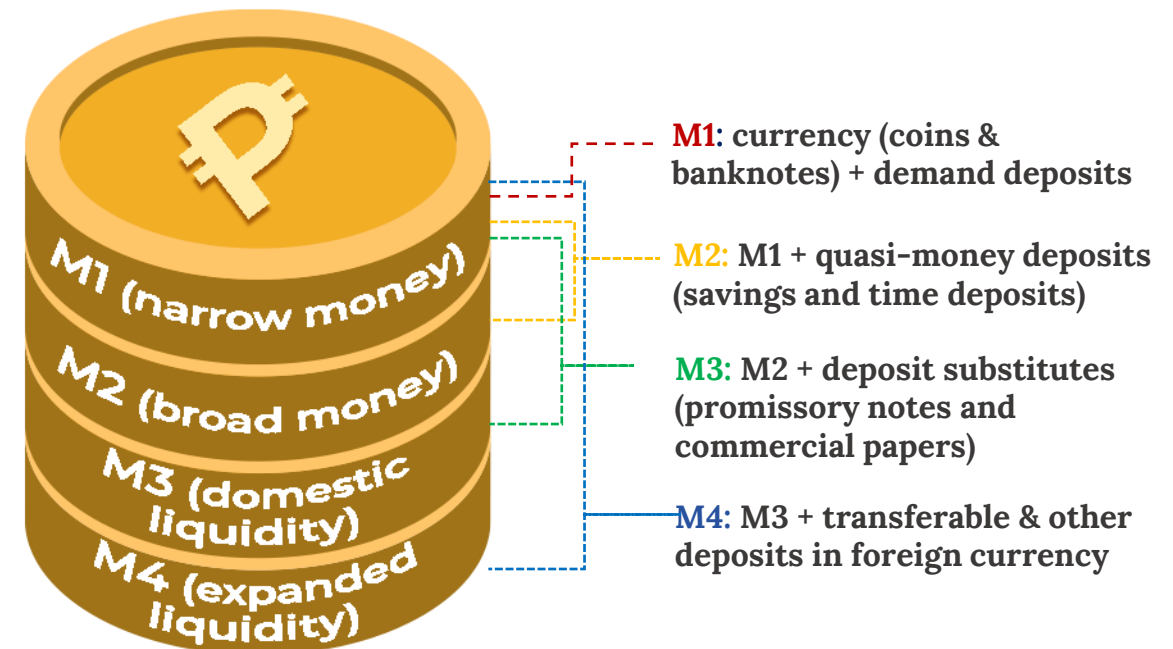 M1 (narrow money)
M2 (broad money)
M3 (domestic
liquidity)
M4 (expanded
liquidity)
M1: currency (coins &
banknotes) + demand deposits
M2: M1 + quasi-money deposits
(savings and time deposits)
M3: M2 + deposit substitutes
(promissory notes and
commercial papers)
M4: M3 + transferable & other
deposits in foreign currency